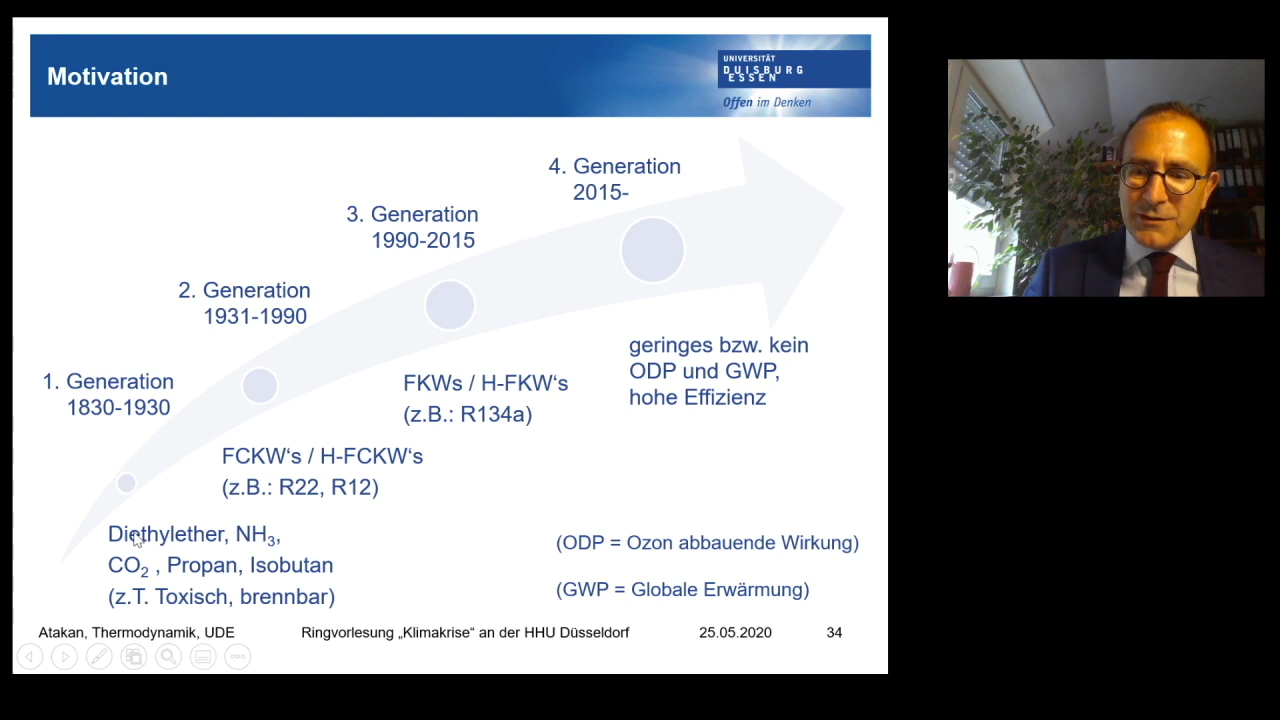 Motivation
UNIVERSITÄT
DUISBURG
ESSEN
Offen im Denken
4. Generation
2015-
3. Generation
1990-2015
2. Generation
1931-1990
1. Generation
1830-1930
geringes bzw. kein
ODP und GWP,
hohe Effizienz
FKWs / H-FKW‘s
(z.B.: R134a)
FCKW‘s / H-FCKW‘s
(z.B.: R22, R12)
Diethylether, NH₃,
CO₂ , Propan, Isobutan
(z.T. Toxisch, brennbar)
(ODP = Ozon abbauende Wirkung)
(GWP = Globale Erwärmung)
Atakan, Thermodynamik, UDE Ringvorlesung „Klimakrise“ an der HHU Düsseldorf 25.05.2020 34